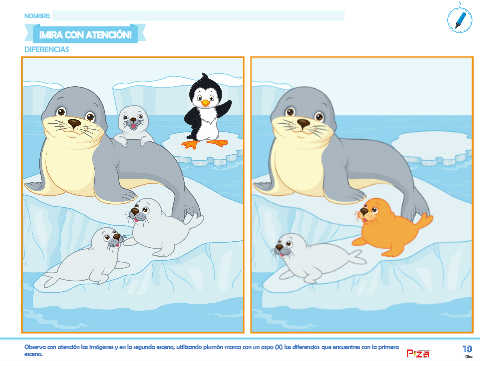 NOMBRE:
¡MIRA CON ATENCIÓN!
DIFERENCIAS
Observa con atención las imágenes y en la segunda escena, utilizando plumón marca con un aspa (X) las diferencias que encuentres con la primera
escena.
Piza